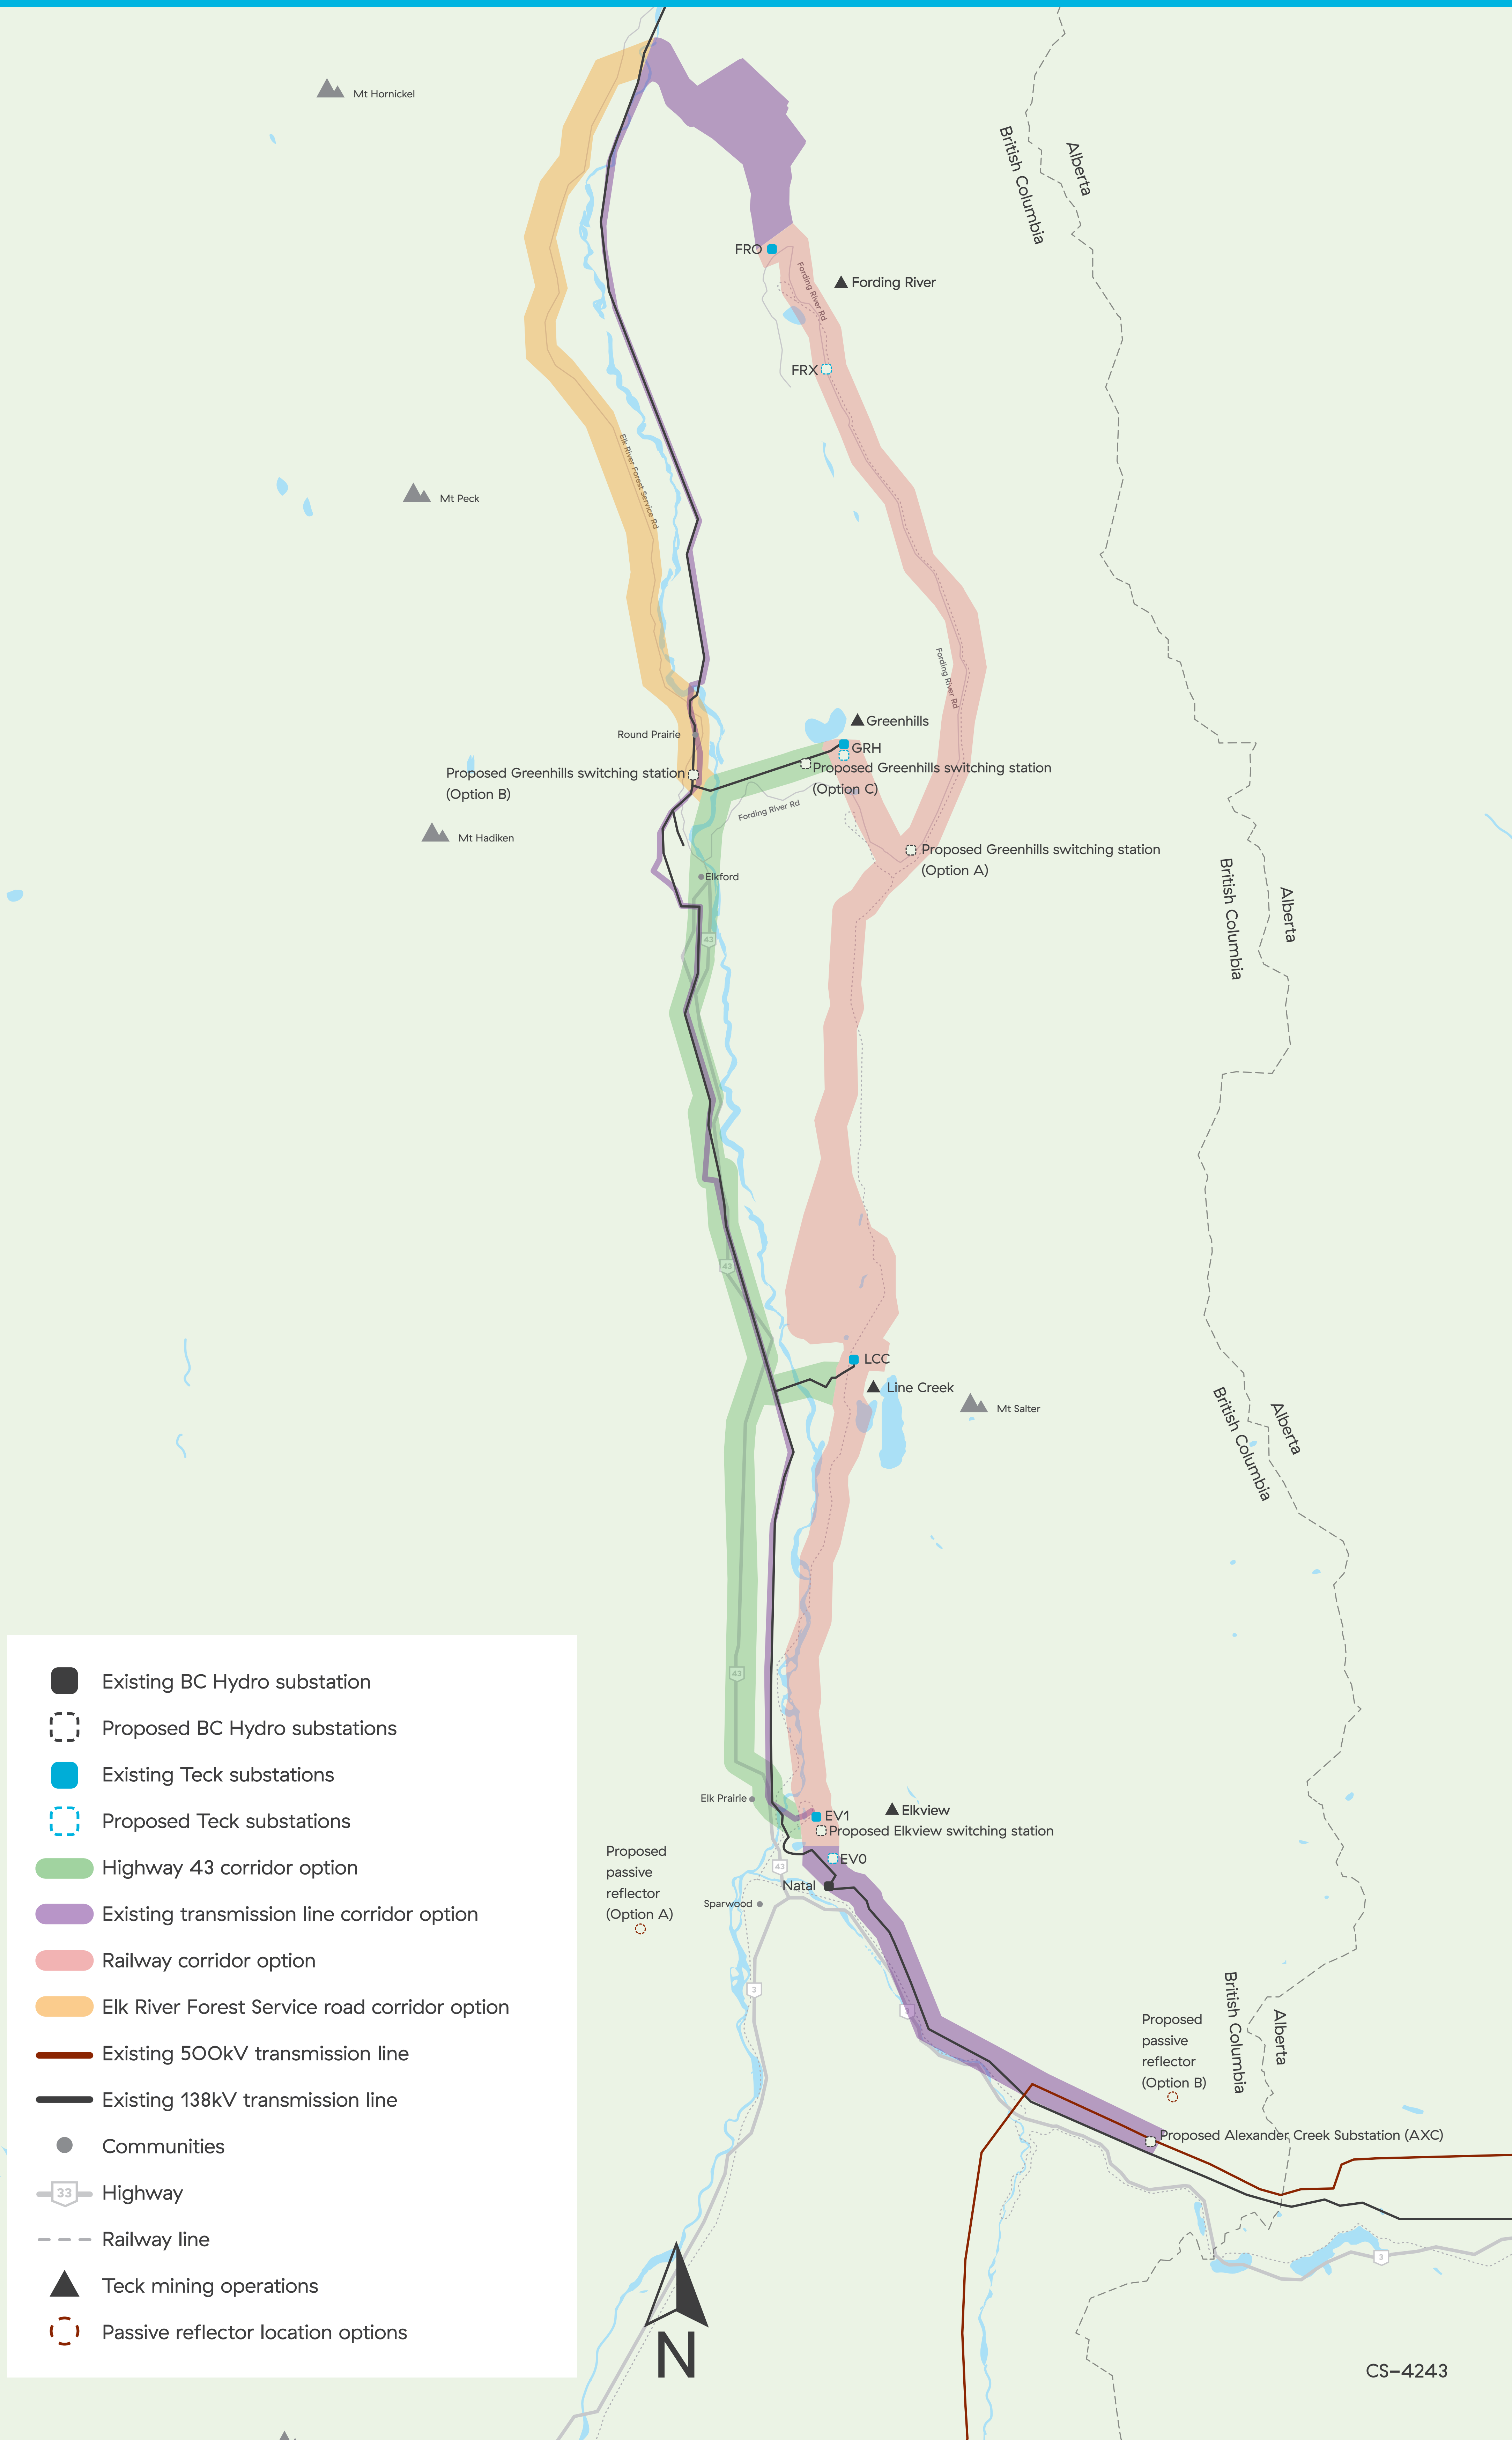 Mt Hornickel
British Columbia
Alberta
FRO
Fording River Rd
Fording River
FRX
Elk River Forest Service Rd
Mt Peck
Fording River Rd
Greenhills
Round Prairie
GRH
Proposed Greenhills switching station
(Option B)
Proposed Greenhills switching station
(Option C)
Fording River Rd
Mt Hadiken
Proposed Greenhills switching station
(Option A)
Elkford
British Columbia
Alberta
43
43
LCC
Line Creek
Mt Salter
British Columbia
Alberta
43
Elk Prairie
EV1
Elkview
Proposed Elkview switching station
EV0
43
Natal
Sparwood
Proposed
passive
reflector
(Option A)
3
3
British Columbia
Alberta
Proposed
passive
reflector
(Option B)
Proposed Alexander Creek Substation (AXC)
3
Existing BC Hydro substation
Proposed BC Hydro substations
Existing Teck substations
Proposed Teck substations
Highway 43 corridor option
Existing transmission line corridor option
Railway corridor option
Elk River Forest Service road corridor option
Existing 500kV transmission line
Existing 138kV transmission line
Communities
33
Highway
Railway line
Teck mining operations
Passive reflector location options
N
CS-4243